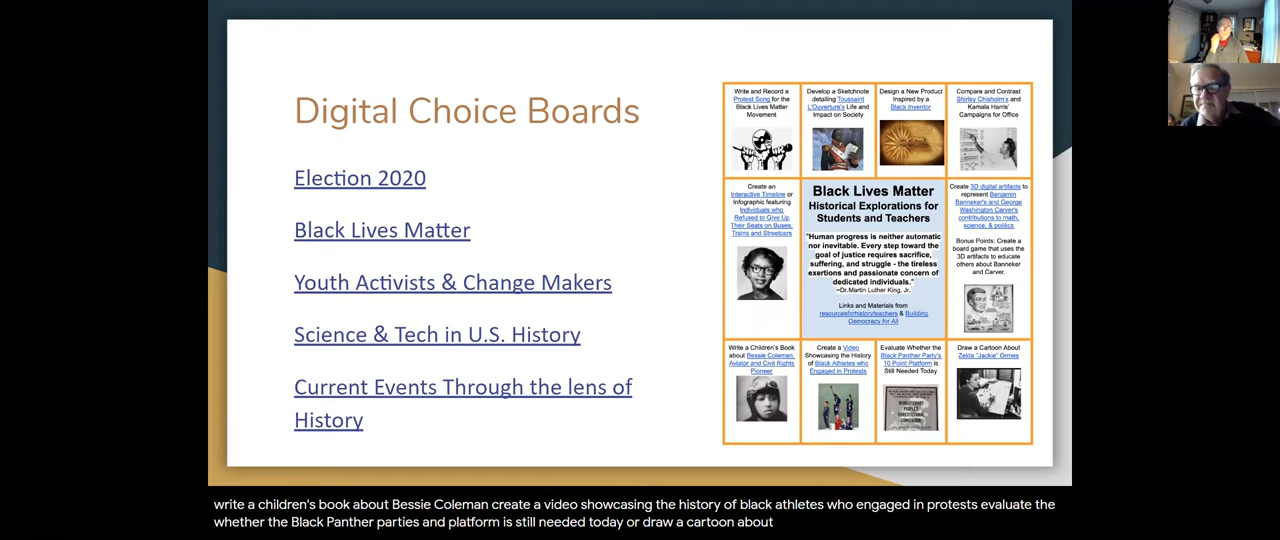 Digital Choice Boards
Election 2020
Black Lives Matter
Youth Activists & Change Makers
Science & Tech in U.S. History
Current Events Through the lens of
History
Write and Record a
Protest Song for the
Black Lives Matter
Movement
Develop a Sketchnote
detailing Toussaint
L'Ouverture's Life and
Impact on Society
Design a New Product
Inspired by a
Black Inventor
Compare and Contrast
Shirley Chisholm's and
Kamala Harris'
Campaigns for Office
Create an
Interactive Timeline or
Infographic featuring
Individuals who
Refused to Give Up
Their Seats on Buses,
Trains and Streetcars
Black Lives Matter
Historical Explorations for
Students and Teachers
"Human progress is neither automatic
nor inevitable. Every step toward the
goal of justice requires sacrifice,
suffering, and struggle - the tireless
exertions and passionate concern of
dedicated individuals."
~Dr.Martin Luther King, Jr.
Links and Materials from
resourcesforhistoryteachers & Building
Democracy for All
Create 3D digital artifacts to
represent Benjamin
Banneker's and George
Washington Carver's
contributions to math,
science, & politics
Bonus Points: Create a
board game that uses the
3D artifacts to educate
others about Banneker
and Carver.
Write a Children's Book
about Bessie Coleman,
Aviator and Civil Rights
Pioneer
Create a Video
Showcasing the History
of Black Athletes who
Engaged in Protests
Evaluate Whether the
Black Panther Party's
10 Point Platform is
Still Needed Today
REVOLUTIONARY
PEOPLE'S
CONSTITUTIONAL
CONVENTION
Draw a Cartoon About
Zelda "Jackie" Ormes
write a children's book about Bessie Coleman create a video showcasing the history of black athletes who engaged in protests evaluate the
whether the Black Panther parties and platform is still needed today or draw a cartoon about